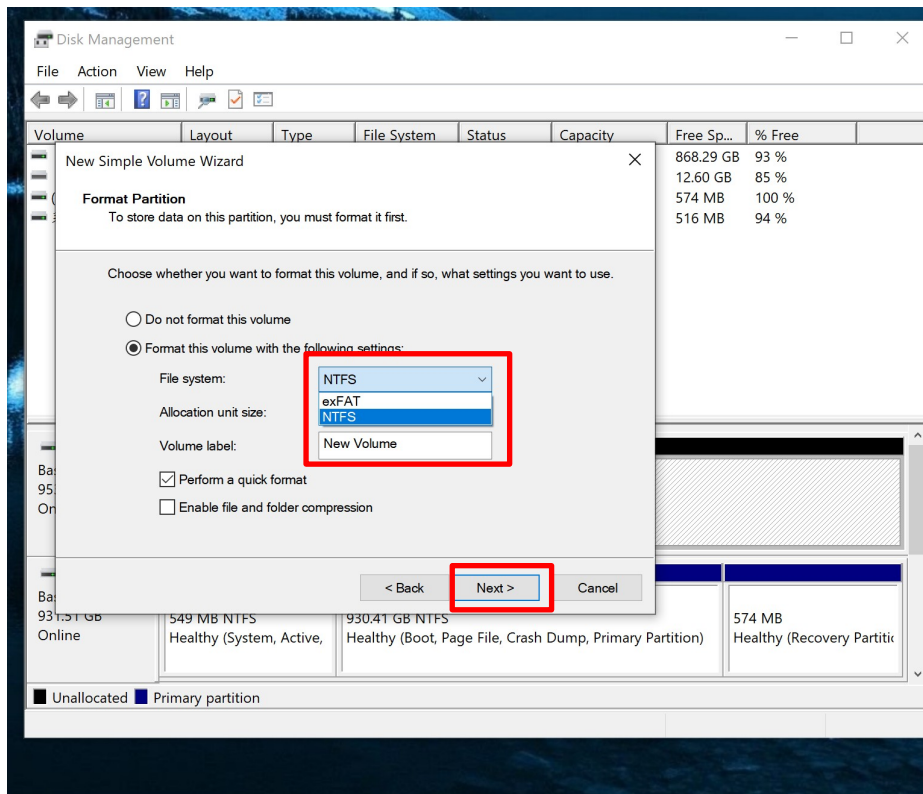 Disk Management
File Action View Help
Volume Layout Type File System Status Capacity Free Sp... % Free
868.29 GB 93 %
12.60 GB 85 %
574 MB 100 %
516 MB 94 %
New Simple Volume Wizard
Format Partition
To store data on this partition, you must format it first.
Choose whether you want to format this volume, and if so, what settings you want to use.
Do not format this volume
Format this volume with the following settings:
File system: NTFS
exFAT
NTFS
Allocation unit size:
Volume label: New Volume
Perform a quick format
Enable file and folder compression
< Back Next > Cancel
Online
931.51 GB 549 MB NTFS 930.41 GB NTFS 574 MB
Healthy (System, Active, Healthy (Boot, Page File, Crash Dump, Primary Partition) Healthy (Recovery Partitic
Unallocated Primary partition